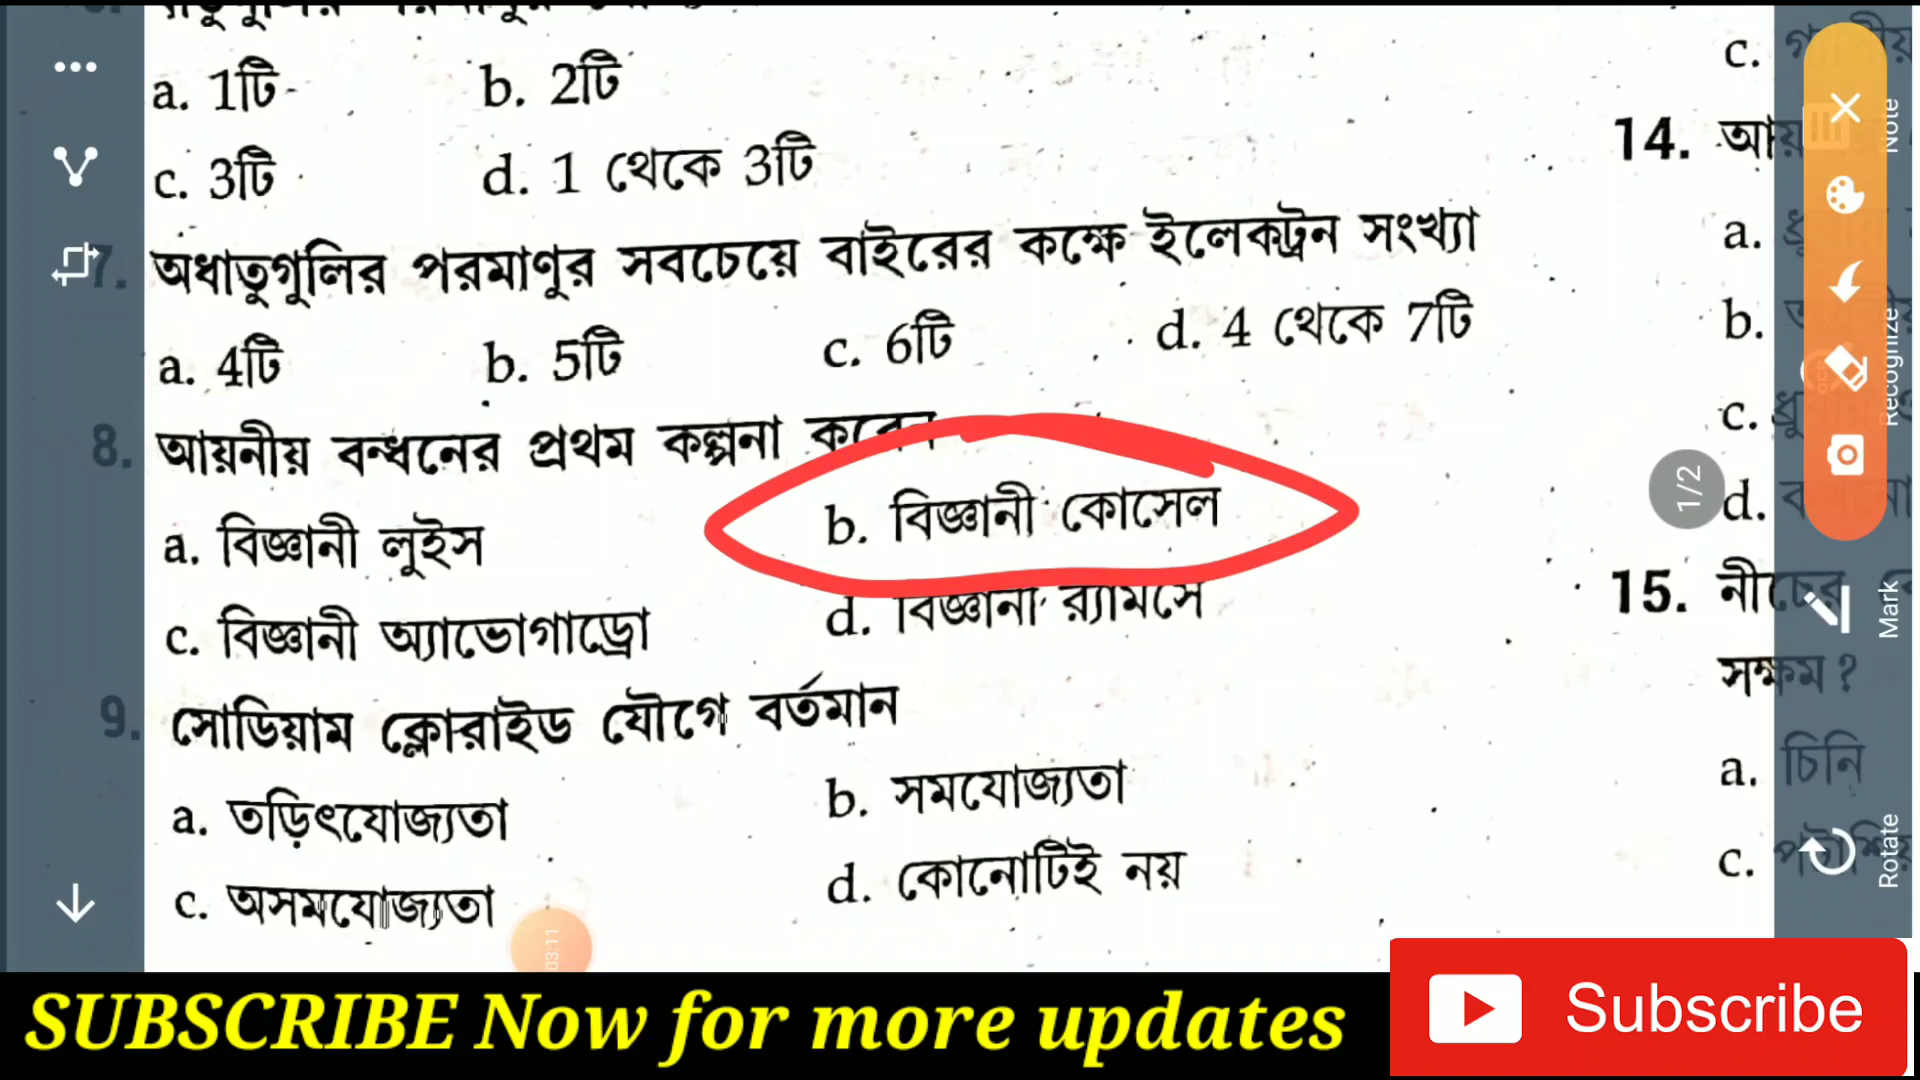 a. 1টি
b. 2টি
c. 3টি
d. 1 থেকে 3টি
7. অধাতুগুলির পরমাণুর সবচেয়ে বাইরের কক্ষে ইলেকট্রন সংখ্যা
a. 4টি
b. 5টি
c. 6টি
d. 4 থেকে 7টি
8. আয়নীয় বন্ধনের প্রথম কল্পনা করেন
a. বিজ্ঞানী লুইস
b. বিজ্ঞানী কোসেল
c. বিজ্ঞানী অ্যাভোগাড্রো
d. বিজ্ঞানী র‍্যামসে
9. সোডিয়াম ক্লোরাইড যৌগে বর্তমান
a. তড়িৎযোজ্যতা
b. সমযোজ্যতা
c. অসমযোজ্যতা
d. কোনোটিই নয়
03:11
c.
14.
a.
b.
c.
d.
15. নীচের
সক্ষম?
a. চিনি
c.
1/2
Note
Recognize
Mark
Rotate
SUBSCRIBE Now for more updates
Subscribe